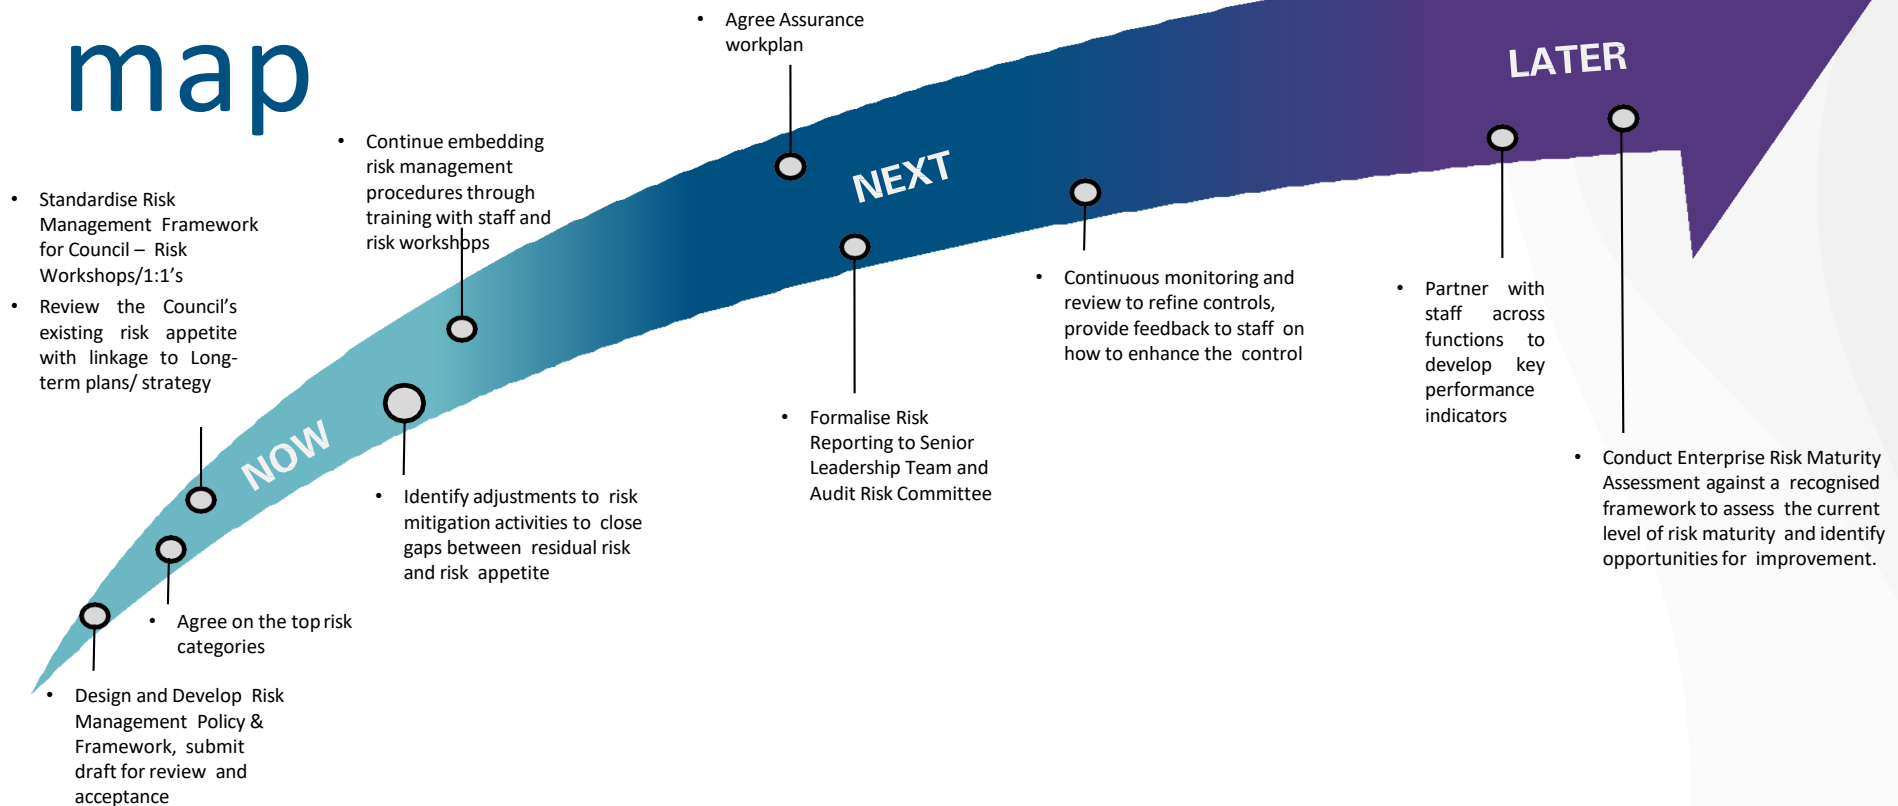 map
• Agree Assurance
workplan
LATER
• Continue embedding
risk management
procedures through
training with staff and
risk workshops
NEXT
• Standardise Risk
Management Framework
for Council – Risk
Workshops/1:1's
• Review the Council's
existing risk appetite
with linkage to Long-
term plans/ strategy
• Continuous monitoring and
review to refine controls,
provide feedback to staff on
how to enhance the control
• Partner with
staff across
functions to
develop key
performance
indicators
NOW
• Formalise Risk
Reporting to Senior
Leadership Team and
Audit Risk Committee
• Conduct Enterprise Risk Maturity
Assessment against a recognised
framework to assess the current
level of risk maturity and identify
opportunities for improvement.
• Identify adjustments to risk
mitigation activities to close
gaps between residual risk
and risk appetite
• Agree on the top risk
categories
• Design and Develop Risk
Management Policy &
Framework, submit
draft for review and
acceptance